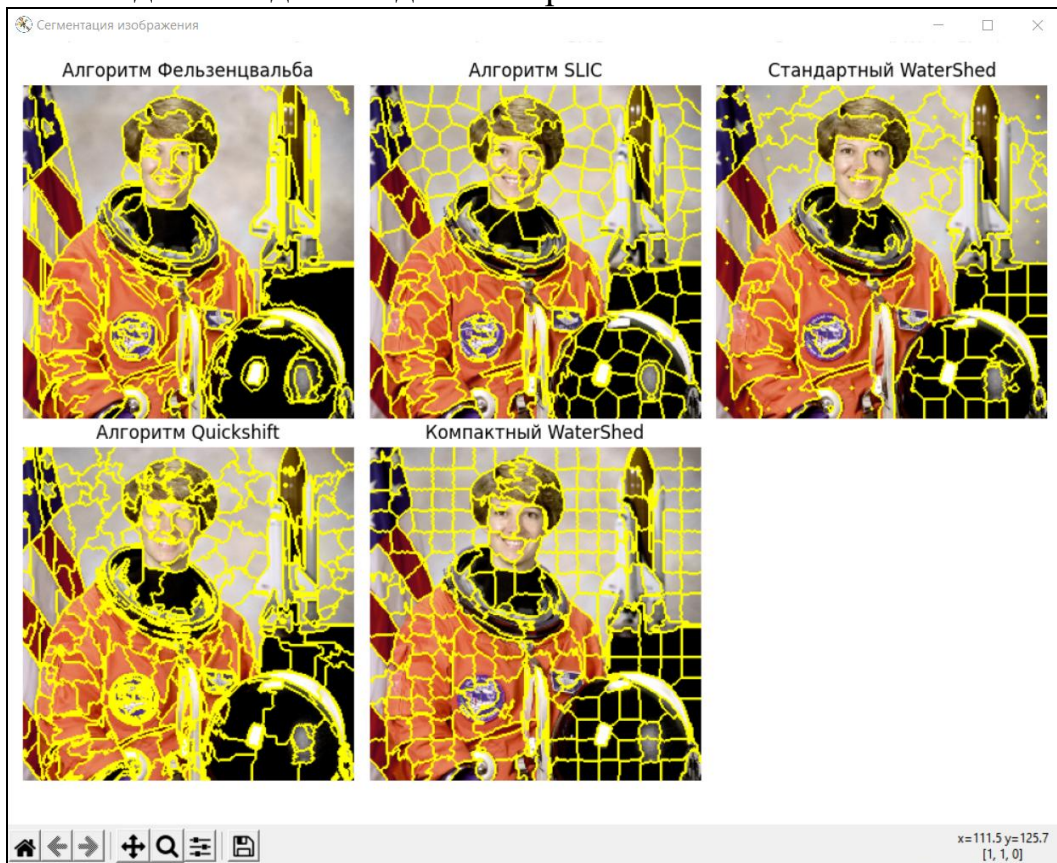 Сегментация изображения
Алгоритм Фельзенцвальба
Алгоритм SLIC
Стандартный WaterShed
Алгоритм Quickshift
Компактный WaterShed
x=111.5 y=125.7
[1, 1, 0]